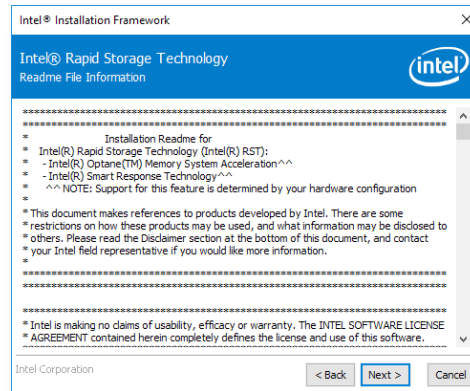 Intel® Installation Framework
Intel® Rapid Storage Technology
Readme File Information
intel
********************************************************************************
********************************************************************************
* Installation Readme for
* Intel(R) Rapid Storage Technology (Intel(R) RST):
* - Intel(R) Optane(TM) Memory System Acceleration^^
* - Intel(R) Smart Response Technology^^
* ^^ NOTE: Support for this feature is determined by your hardware configuration
*
* This document makes references to products developed by Intel. There are some
* restrictions on how these products may be used, and what information may be disclosed to
* others. Please read the Disclaimer section at the bottom of this document, and contact
* your Intel field representative if you would like more information.
*
********************************************************************************
********************************************************************************
********************************************************************************
* Intel is making no claims of usability, efficacy or warranty. The INTEL SOFTWARE LICENSE
* AGREEMENT contained herein completely defines the license and use of this software.
********************************************************************************
Intel Corporation
< Back Next > Cancel